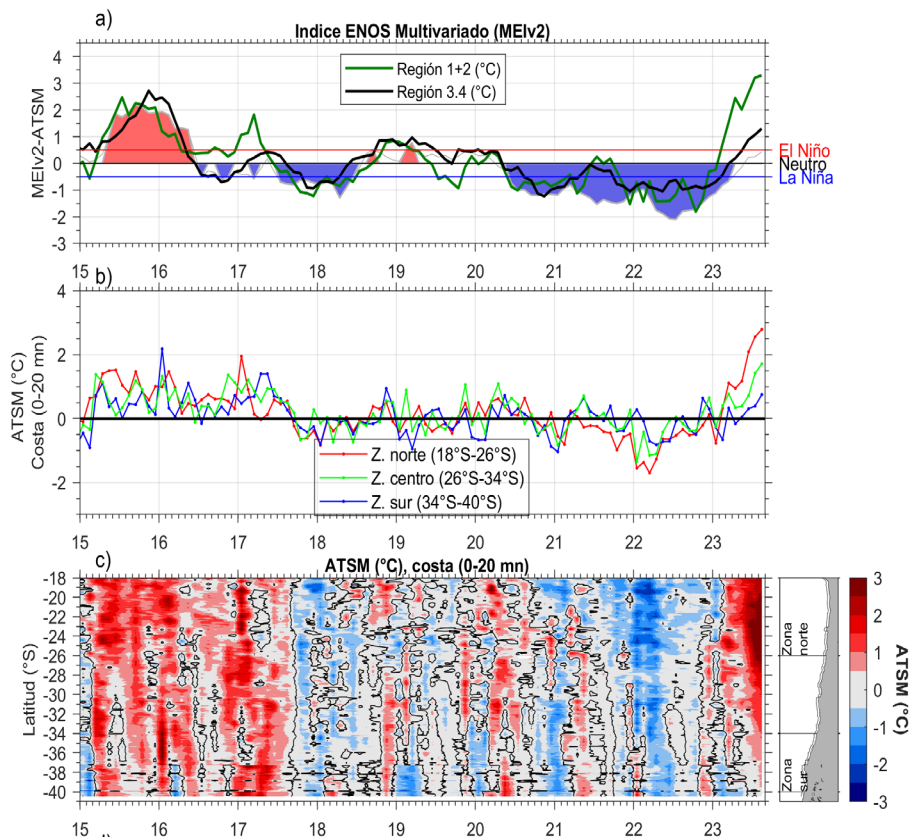 a)
Indice ENOS Multivariado (MEIv2)
4
3
2
1
0
-1
-2
-3
MEIv2-ATSM
Región 1+2 (°C)
Región 3.4 (°C)
El Niño
Neutro
La Niña
15 16 17 18 19 20 21 22 23
b)
4
2
0
-2
ATSM (°C)
Costa (0-20 mn)
Z. norte (18°S-26°S)
Z. centro (26°S-34°S)
Z. sur (34°S-40°S)
15 16 17 18 19 20 21 22 23
c)
ATSM (°C), costa (0-20 mn)
-18
-20
-22
-24
-26
-28
-30
-32
-34
-36
-38
-40
Latitud (°S)
15 16 17 18 19 20 21 22 23
Zona
norte
Zona
sur
3
2
1
0
-1
-2
-3
ATSM (°C)